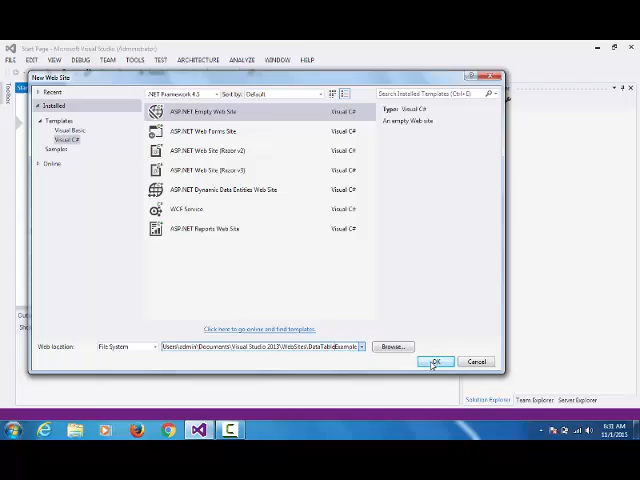 Start Page - Microsoft Visual Studio (Administrator)
FILE EDIT VIEW DEBUG TEAM TOOLS TEST ARCHITECTURE ANALYZE WINDOW HELP
New Web Site
Recent
.NET Framework 4.5
Sort by: Default
Search Installed Templates (Ctrl+E)
Installed
Templates
Visual Basic
Visual C#
Samples
Online
ASP.NET Empty Web Site Visual C#
ASP.NET Web Forms Site Visual C#
ASP.NET Web Site (Razor v2) Visual C#
ASP.NET Web Site (Razor v3) Visual C#
ASP.NET Dynamic Data Entities Web Site Visual C#
WCF Service Visual C#
ASP.NET Reports Web Site Visual C#
Type: Visual C#
An empty Web site
Toolbox
Click here to go online and find templates.
Web location: File System Users\admin\Documents\Visual Studio 2013\WebSites\DataTableExample Browse...
OK Cancel
Solution Explorer Team Explorer Server Explorer
8:31 AM
11/1/2015